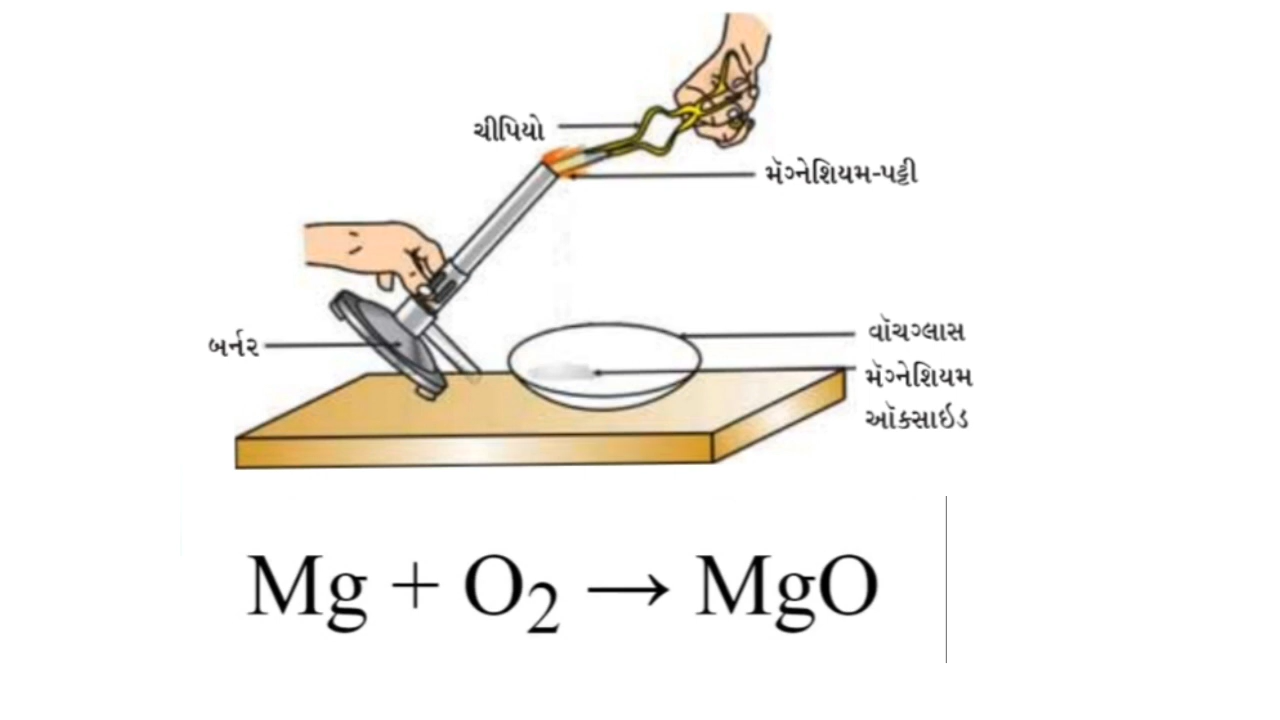 ચીપિયો
મૅગ્નેશિયમ-પટ્ટી
બર્નર
વૉચગ્લાસ
મૅગ્નેશિયમ
ઑક્સાઇડ
Mg + O₂ → MgO